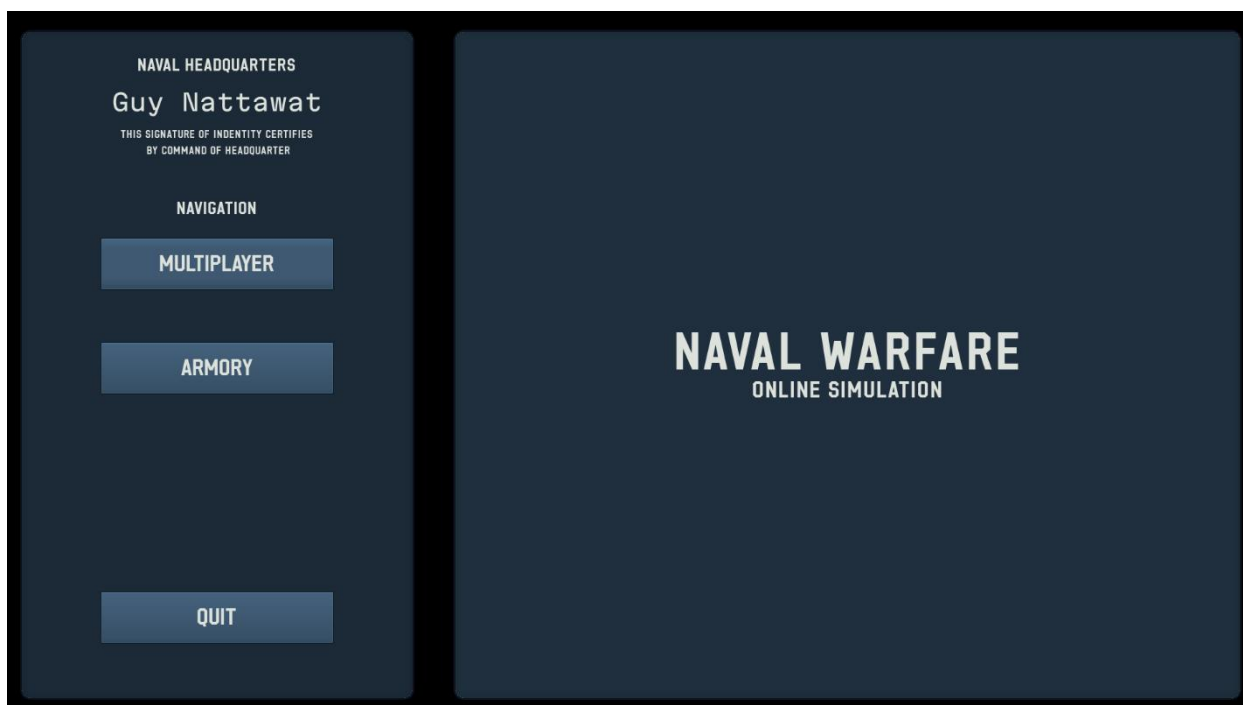 NAVAL HEADQUARTERS
Guy Nattawat
THIS SIGNATURE OF INDENTITY CERTIFIES
BY COMMAND OF HEADQUARTER
NAVIGATION
MULTIPLAYER
ARMORY
QUIT
NAVAL WARFARE
ONLINE SIMULATION